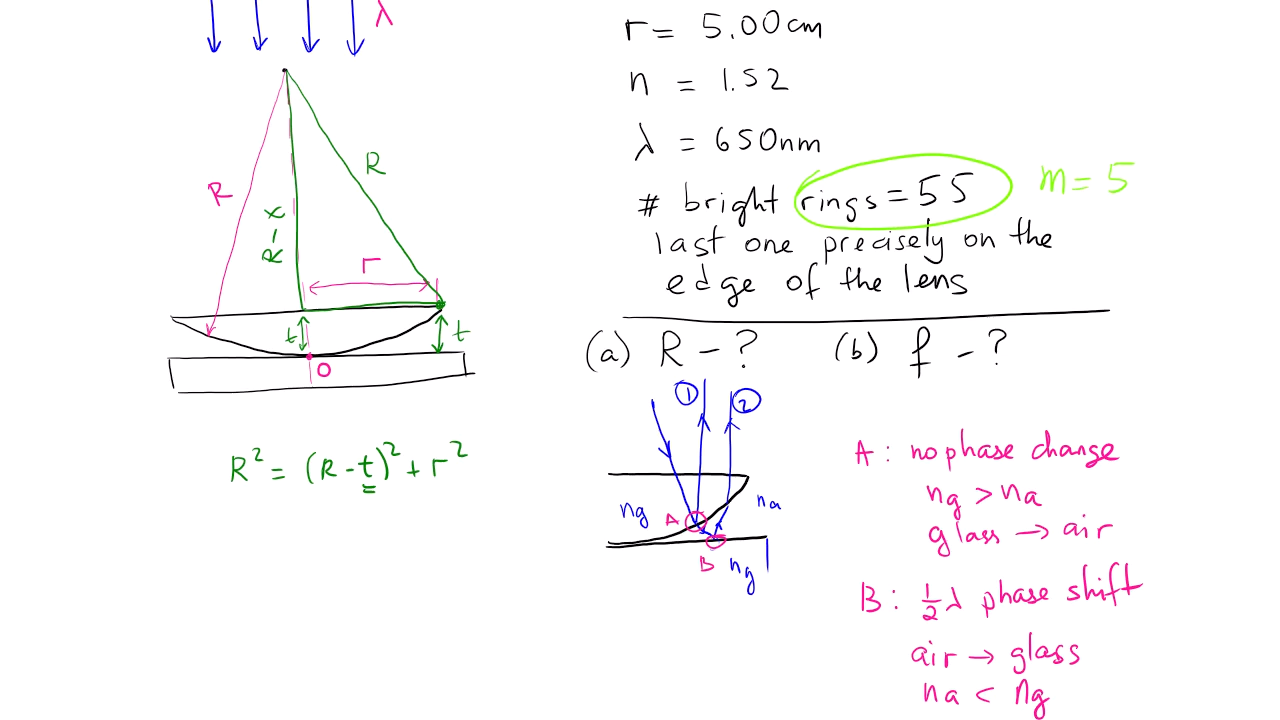 λ
R
R
R-x
r
t
t
O
R² = (R - t)² + r²
r = 5.00cm
n = 1.52
λ = 650nm
# bright rings = 55
m = 5
last one precisely on the
edge of the lens
(a) R - ? (b) f - ?
1 2
ng A na
B ng
A : no phase change
ng > na
glass → air
B : ½λ phase shift
air → glass
na < ng